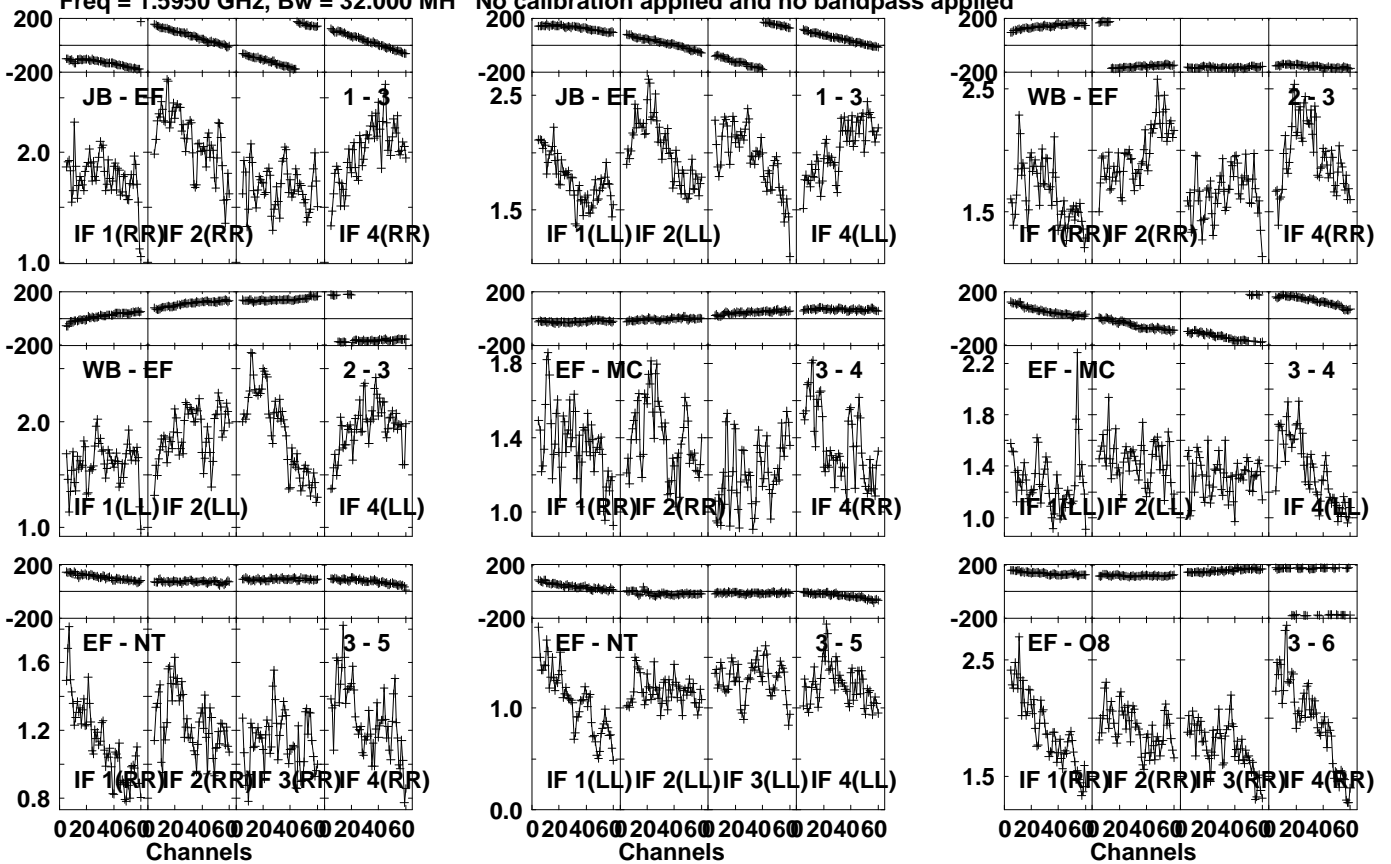 Freq = 1.5950 GHz, Bw = 32.000 MH No calibration applied and no bandpass applied
200
-200
JB - EF 1 - 3
2.0
IF 1(RR) IF 2(RR) IF 4(RR)
1.0
JB - EF 1 - 3
2.5
1.5
IF 1(LL) IF 2(LL) IF 4(LL)
200
-200
WB - EF 2 - 3
2.5
1.5
IF 1(RR) IF 2(RR) IF 4(RR)
200
-200
WB - EF 2 - 3
2.0
IF 1(LL) IF 2(LL) IF 4(LL)
1.0
200
-200
1.8
EF - MC 3 - 4
1.4
IF 1(RR) IF 2(RR) IF 4(RR)
1.0
200
-200
2.2
EF - MC 3 - 4
1.8
1.4
IF 1(LL) IF 2(LL) IF 4(LL)
1.0
200
-200
EF - NT 3 - 5
1.6
1.2
IF 1(RR) IF 2(RR) IF 3(RR) IF 4(RR)
0.8
0204060 0204060 0204060 0204060
Channels
200
-200
EF - NT 3 - 5
1.0
IF 1(LL) IF 2(LL) IF 3(LL) IF 4(LL)
0.0
0204060 0204060 0204060 0204060
Channels
200
-200
EF - O8 3 - 6
2.5
1.5
IF 1(RR) IF 2(RR) IF 3(RR) IF 4(RR)
0204060 0204060 0204060 0204060
Channels